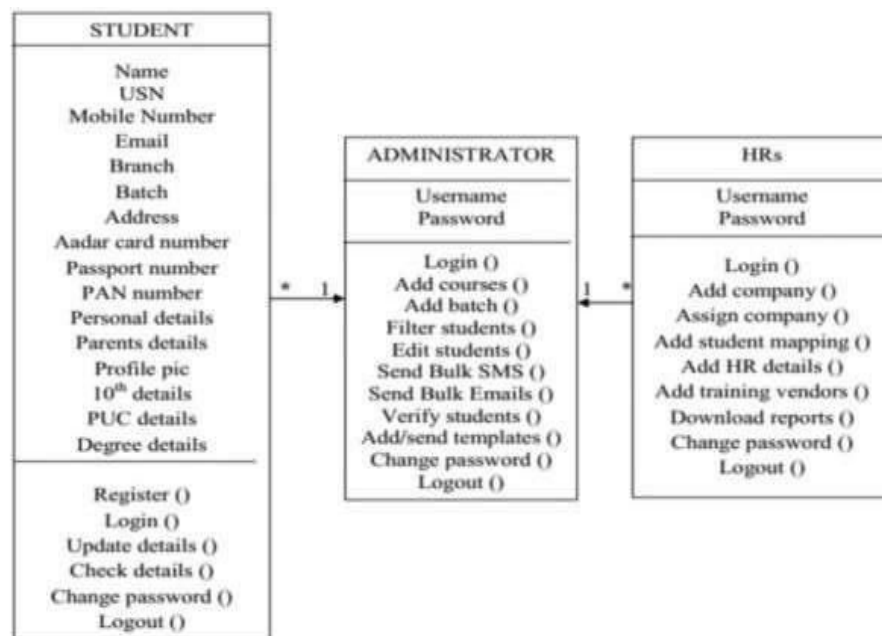 STUDENT
Name
USN
Mobile Number
Email
Branch
Batch
Address
Aadar card number
Passport number
PAN number
Personal details
Parents details
Profile pic
10th details
PUC details
Degree details
Register ()
Login ()
Update details ()
Check details ()
Change password ()
Logout ()
* 1
ADMINISTRATOR
Username
Password
Login ()
Add courses ()
Add batch ()
Filter students ()
Edit students ()
Send Bulk SMS ()
Send Bulk Emails ()
Verify students ()
Add/send templates ()
Change password ()
Logout ()
1 *
HRs
Username
Password
Login ()
Add company ()
Assign company ()
Add student mapping ()
Add HR details ()
Add training vendors ()
Download reports ()
Change password ()
Logout ()